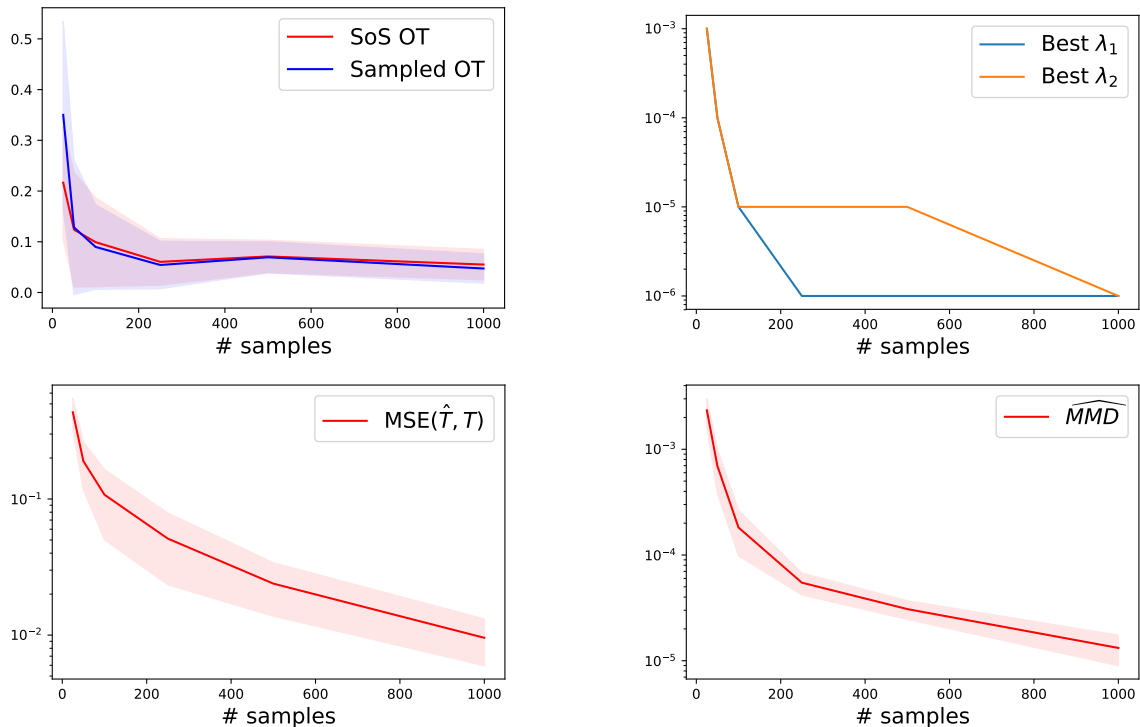 0.5
0.4
0.3
0.2
0.1
0.0
SoS OT
Sampled OT
0 200 400 600 800 1000
# samples
10⁻³
10⁻⁴
10⁻⁵
10⁻⁶
Best λ₁
Best λ₂
0 200 400 600 800 1000
# samples
10⁻¹
10⁻²
MSE(T̂, T)
0 200 400 600 800 1000
# samples
10⁻³
10⁻⁴
10⁻⁵
\widehat{MMD}
0 200 400 600 800 1000
# samples